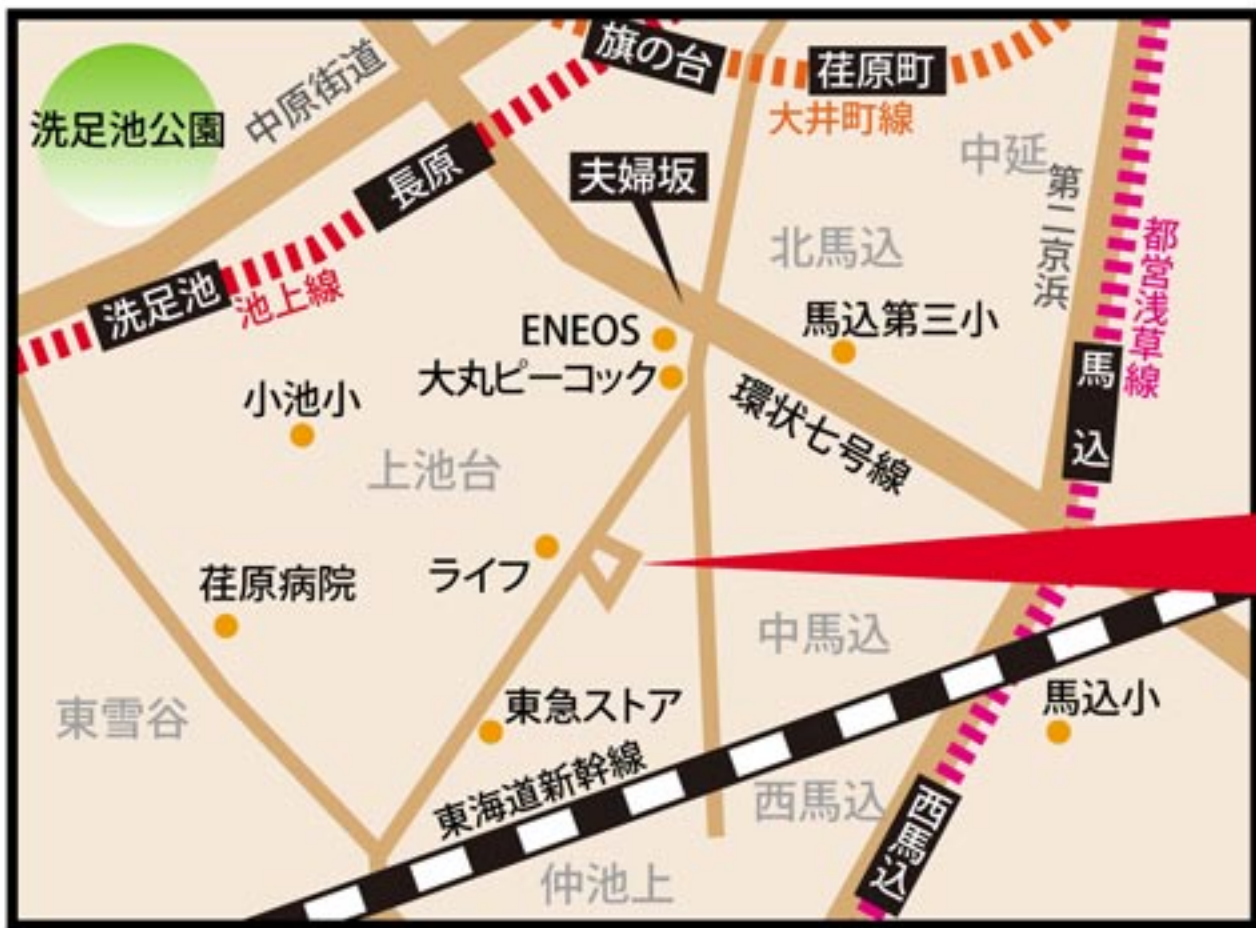 旗の台
荏原町
大井町線
中原街道
洗足池公園
長原
夫婦坂
中延
第二京浜
北馬込
都営浅草線
洗足池
池上線
ENEOS
馬込第三小
大丸ピーコック
馬込
小池小
環状七号線
上池台
ライフ
荏原病院
中馬込
東雪谷
東急ストア
馬込小
東海道新幹線
西馬込
西馬込
仲池上